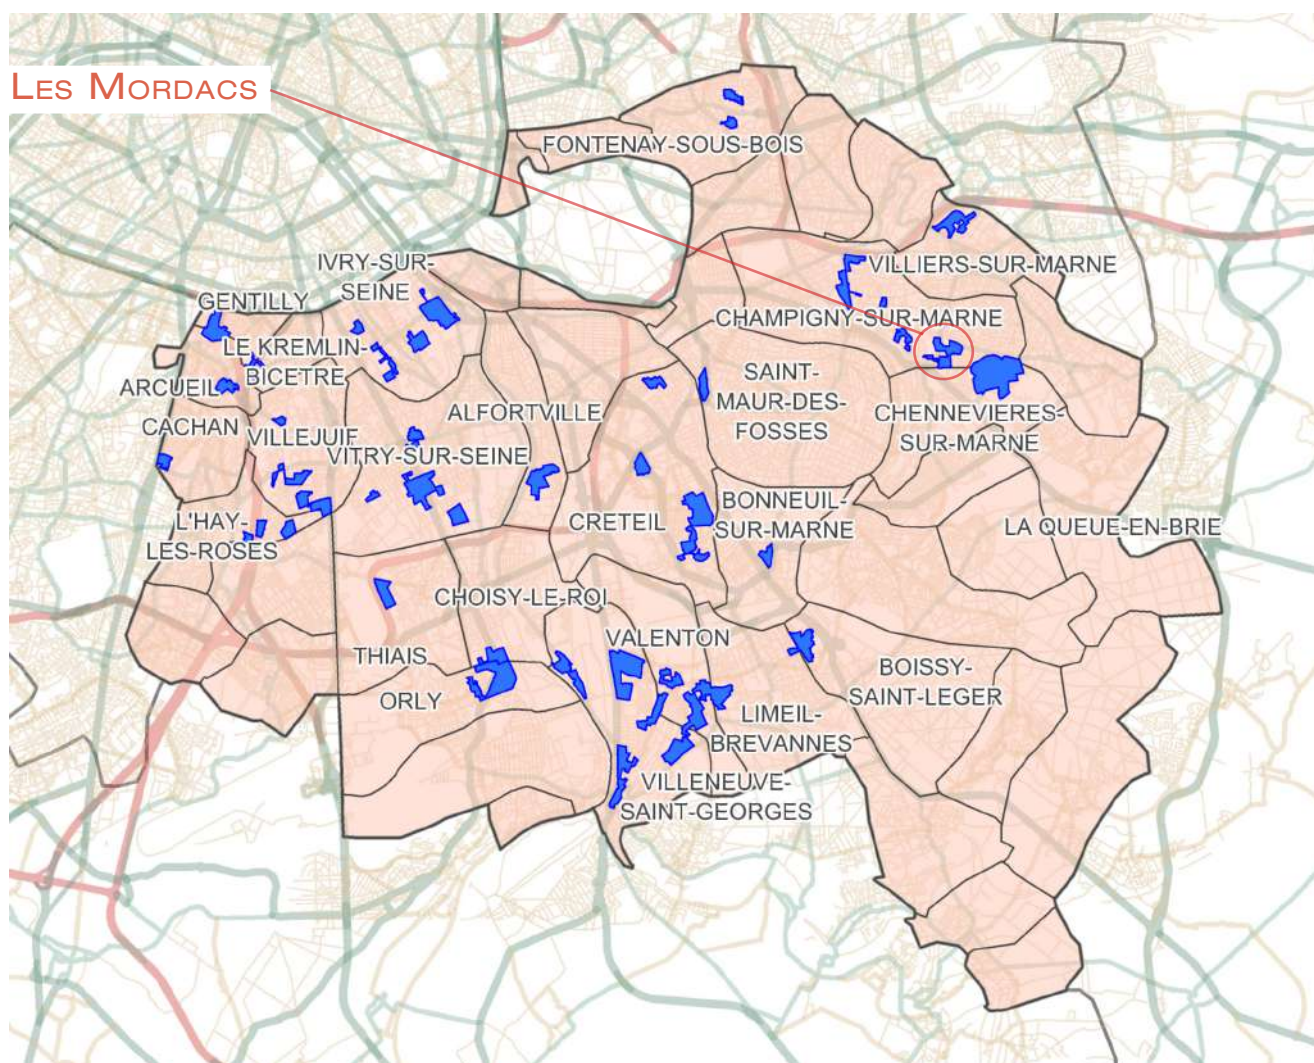 LES MORDACS
FONTENAY-SOUS-BOIS
IVRY-SUR-
SEINE
VILLIERS-SUR-MARNE
GENTILLY
CHAMPIGNY-SUR-MARNE
LE KREMLIN-
BICETRE
ARCUEIL
SAINT-
MAUR-DES-
FOSSES
ALFORTVILLE
CHENNEVIERES-
SUR-MARNE
CACHAN
VILLEJUIF
VITRY-SUR-SEINE
BONNEUIL-
SUR-MARNE
L'HAY-
LES-ROSES
CRETEIL
LA QUEUE-EN-BRIE
CHOISY-LE-ROI
VALENTON
THIAIS
BOISSY-
SAINT-LEGER
ORLY
LIMEIL-
BREVANNES
VILLENEUVE-
SAINT-GEORGES